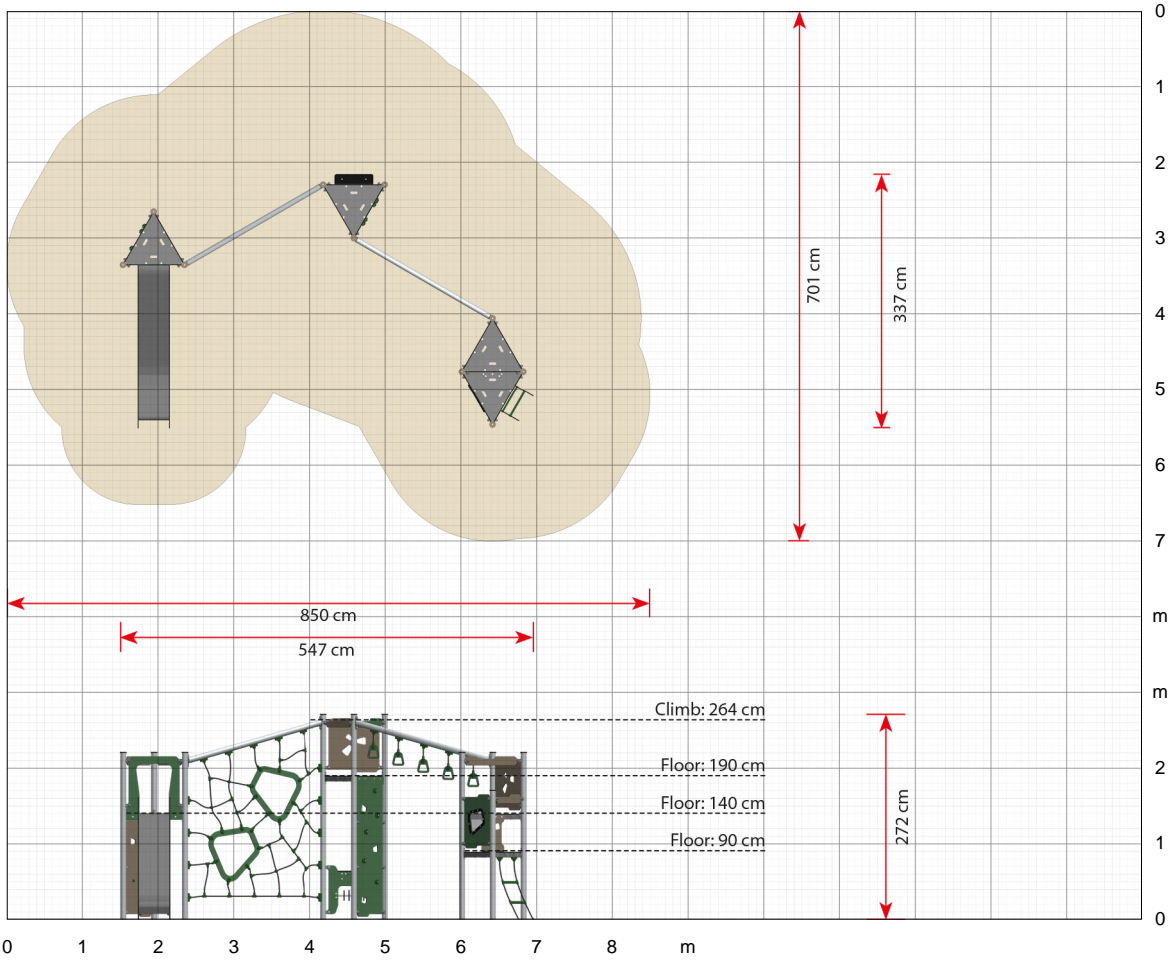 0
1
2
3
4
5
6
7
m
701 cm
337 cm
850 cm
547 cm
m
Climb: 264 cm
Floor: 190 cm
2
Floor: 140 cm
272 cm
Floor: 90 cm
1
0
0 1 2 3 4 5 6 7 8 m